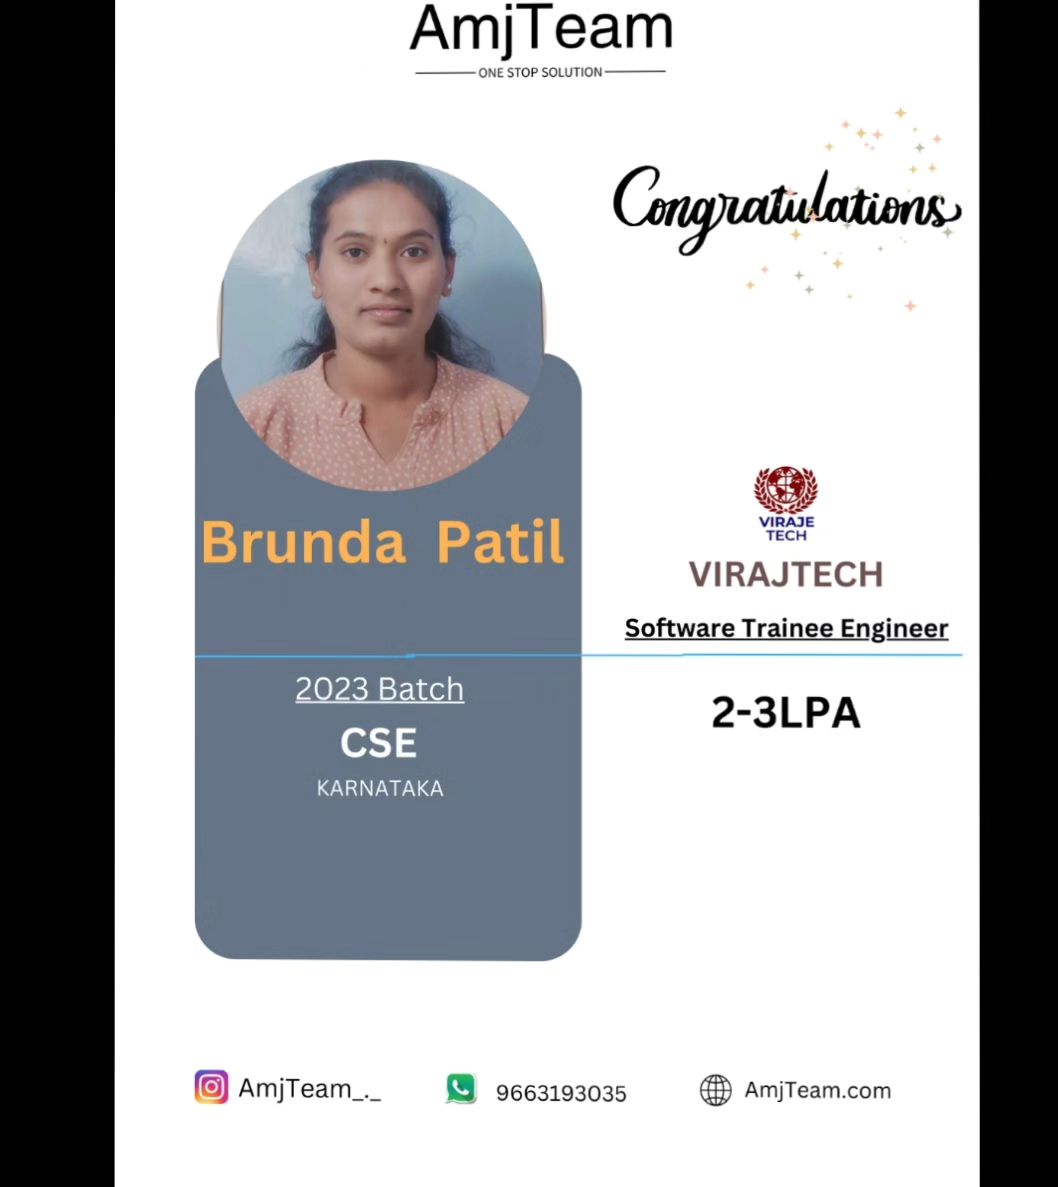 AmjTeam
ONE STOP SOLUTION
Congratulations
Brunda Patil
2023 Batch
CSE
KARNATAKA
VIRAJE
TECH
VIRAJTECH
Software Trainee Engineer
2-3LPA
AmjTeam_._
9663193035
AmjTeam.com